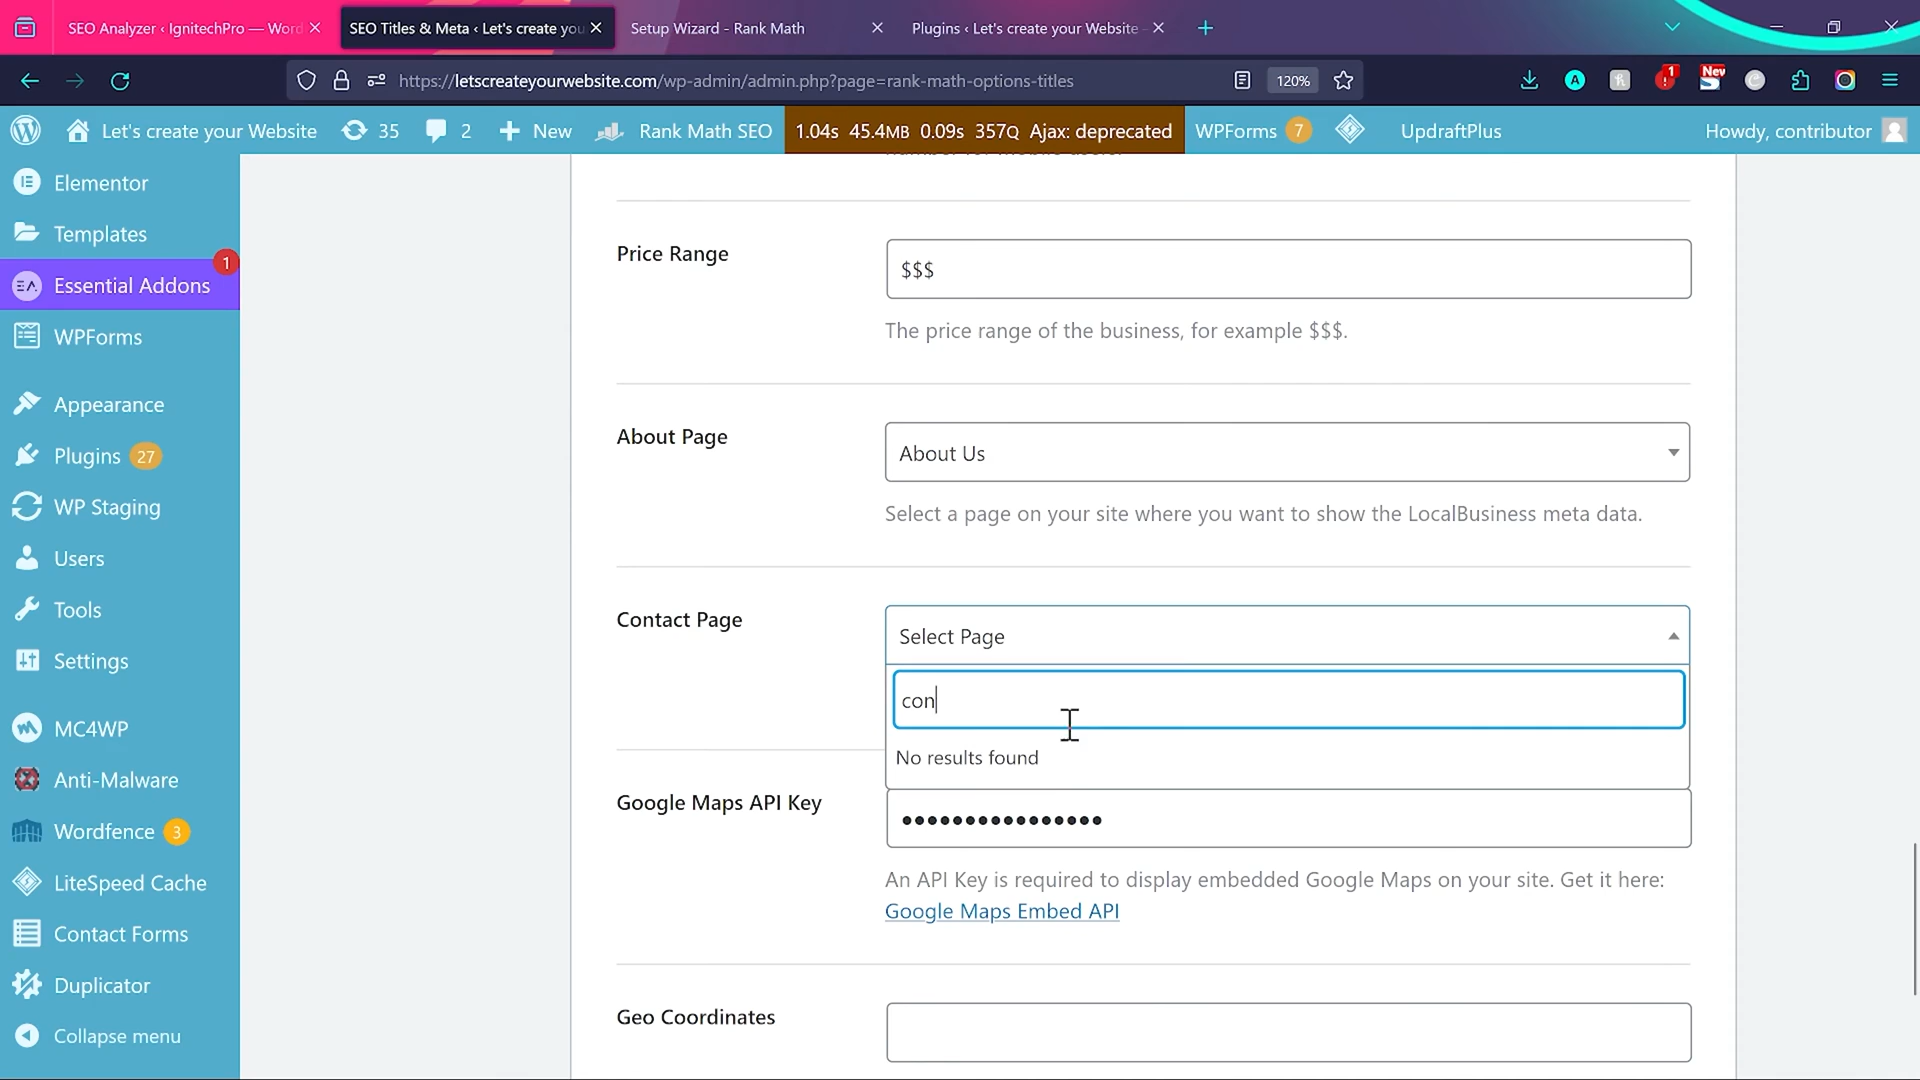 SEO Analyzer ‹ IgnitechPro — Word
SEO Titles & Meta ‹ Let's create you
Setup Wizard - Rank Math
Plugins ‹ Let's create your Website
https://letscreateyourwebsite.com/wp-admin/admin.php?page=rank-math-options-titles
120%
1
New
Let's create your Website
35
2
New
Rank Math SEO
1.04s 45.4MB 0.09s 357Q Ajax: deprecated
WPForms 7
UpdraftPlus
Howdy, contributor
Elementor
Templates
Essential Addons
1
WPForms
Appearance
Plugins 27
WP Staging
Users
Tools
Settings
MC4WP
Anti-Malware
Wordfence 3
LiteSpeed Cache
Contact Forms
Duplicator
Collapse menu
Price Range
$$$
The price range of the business, for example $$$.
About Page
About Us
Select a page on your site where you want to show the LocalBusiness meta data.
Contact Page
Select Page
con
No results found
Google Maps API Key
••••••••••••••••
An API Key is required to display embedded Google Maps on your site. Get it here:
Google Maps Embed API
Geo Coordinates